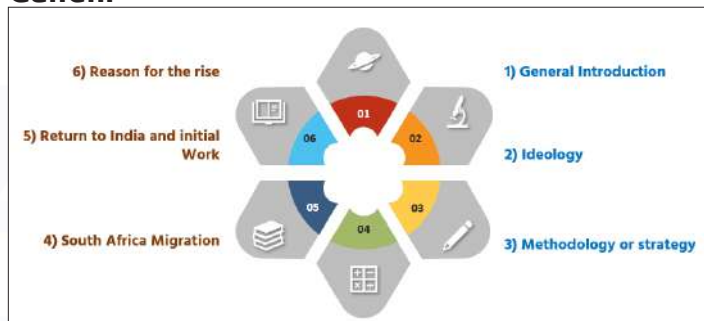 1) General Introduction
2) Ideology
3) Methodology or strategy
4) South Africa Migration
5) Return to India and initial
Work
6) Reason for the rise
01
02
03
04
05
06